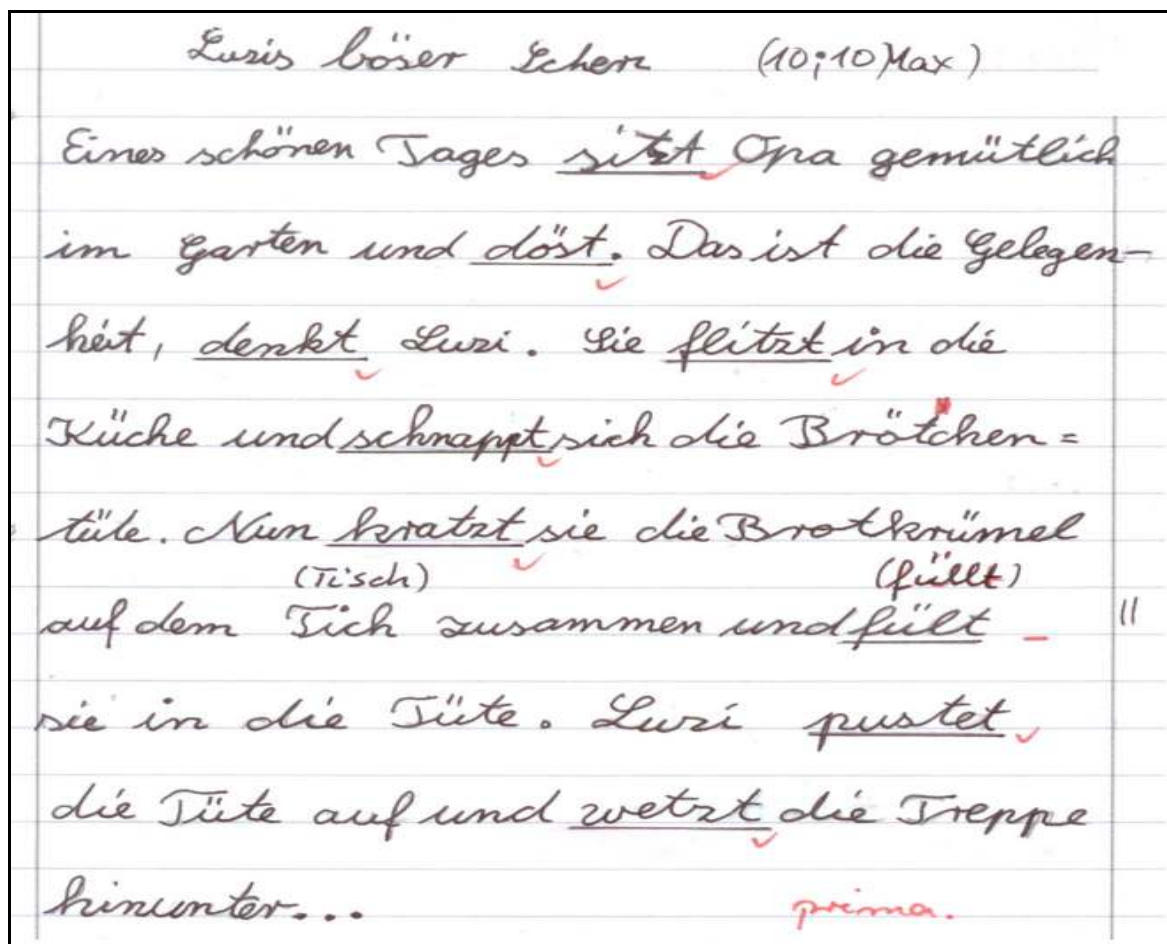 Luzis böser Scherz (10;10 Max)
Eines schönen Tages sitzt Opa gemütlich
im Garten und döst. Das ist die Gelegen-
heit, denkt Luzi. Sie flitzt in die
Küche und schnappt sich die Brötchen=
tüte. Nun kratzt sie die Brotkrümel
(Tisch) (füllt)
auf dem Tich zusammen und fült – ||
sie in die Tüte. Luzi pustet
die Tüte auf und wetzt die Treppe
hinunter...
prima.